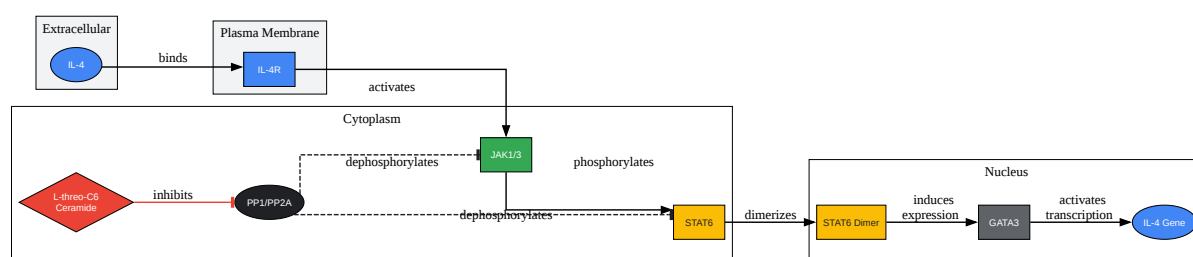 Extracellular
IL-4
binds
Plasma Membrane
IL-4R
activates
Cytoplasm
JAK1/3
dephosphorylates
phosphorylates
L-threo-C6
Ceramide
inhibits
PP1/PP2A
dephosphorylates
STAT6
dimerizes
Nucleus
STAT6 Dimer
induces
expression
GATA3
activates
transcription
IL-4 Gene